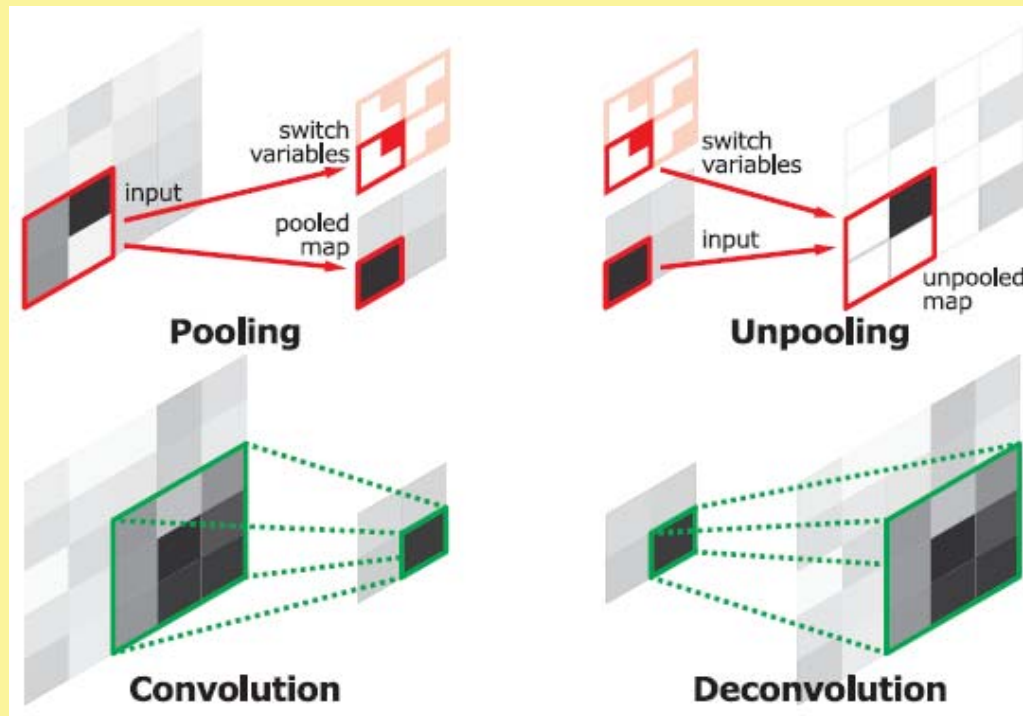 switch
variables
input
pooled
map
Pooling
switch
variables
input
unpooled
map
Unpooling
Convolution
Deconvolution